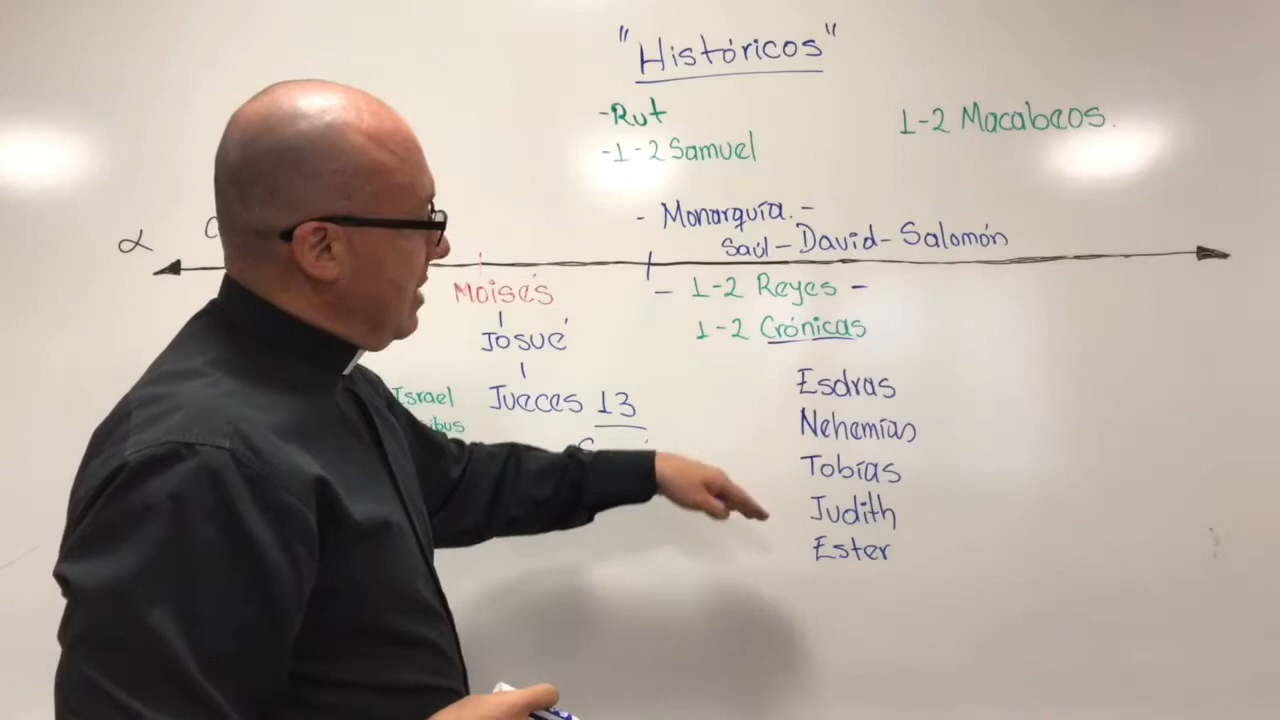 "Históricos"
-Rut
-1-2 Samuel
1-2 Macabeos.
- Monarquía. -
Saúl - David - Salomón
α
Moisés
- 1-2 Reyes -
1-2 Crónicas
Josué
Israel
Jueces 13
Esdras
Nehemías
Tobías
Judith
Ester